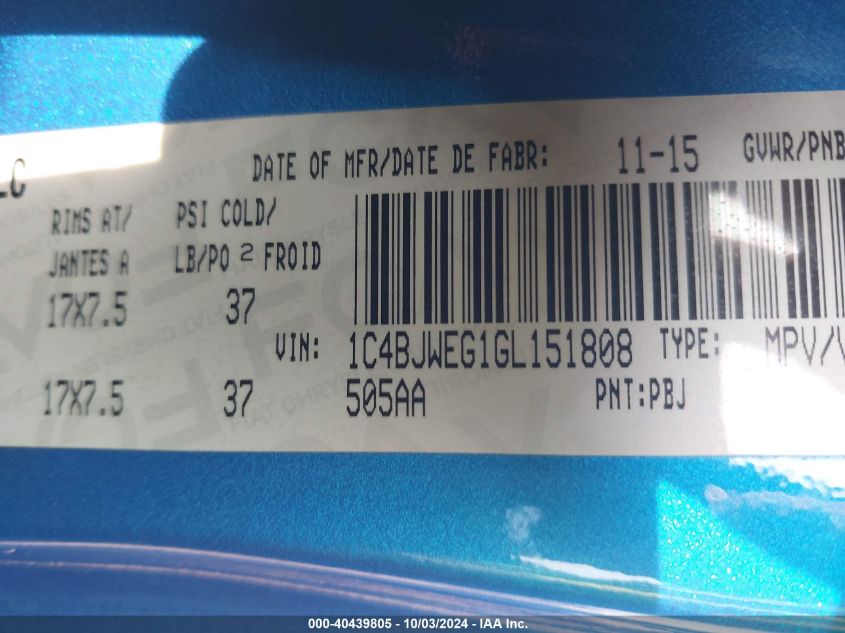 LC
DATE OF MFR/DATE DE FABR: 11-15 GVWR/PNB
RIMS AT/ PSI COLD/
JANTES A LB/PO 2 FROID
17X7.5 37
VIN: 1C4BJWEG1GL151808 TYPE: MPV/V
17X7.5 37 505AA PNT:PBJ
000-40439805 - 10/03/2024 - IAA Inc.